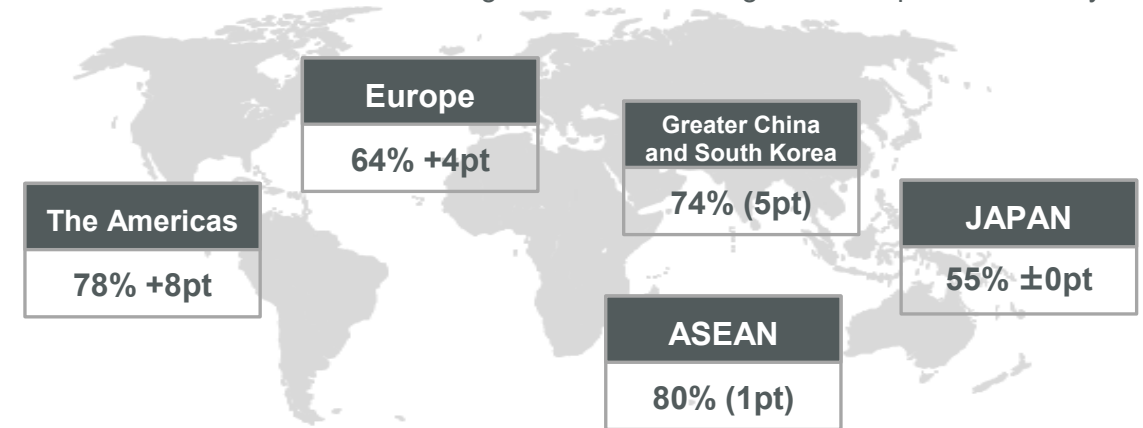 Europe
64% +4pt
Greater China
and South Korea
74% (5pt)
The Americas
78% +8pt
JAPAN
55% ±0pt
ASEAN
80% (1pt)